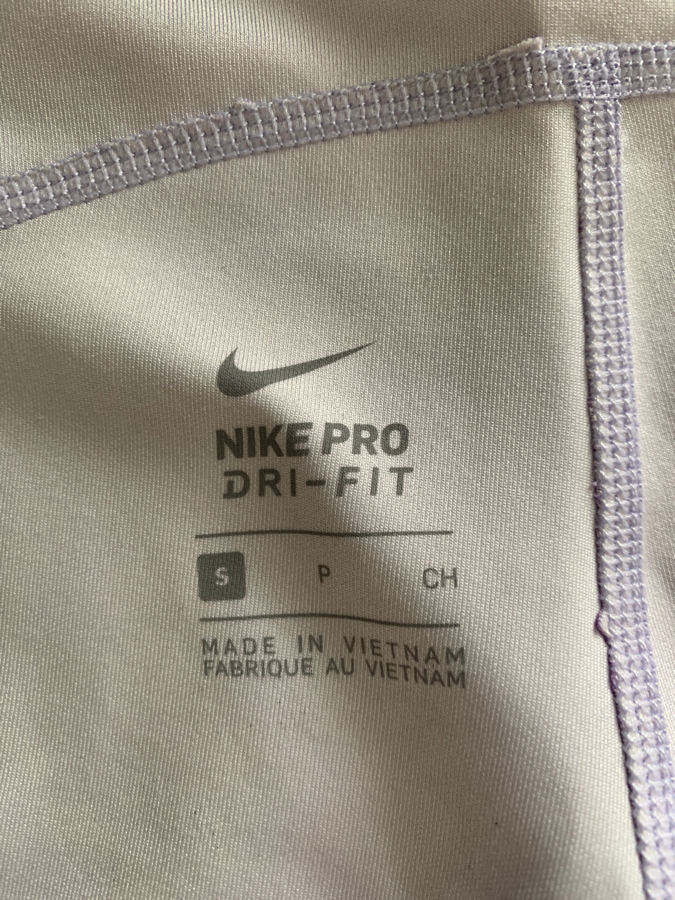 NIKE PRO
DRI-FIT
S P CH
MADE IN VIETNAM
FABRIQUE AU VIETNAM